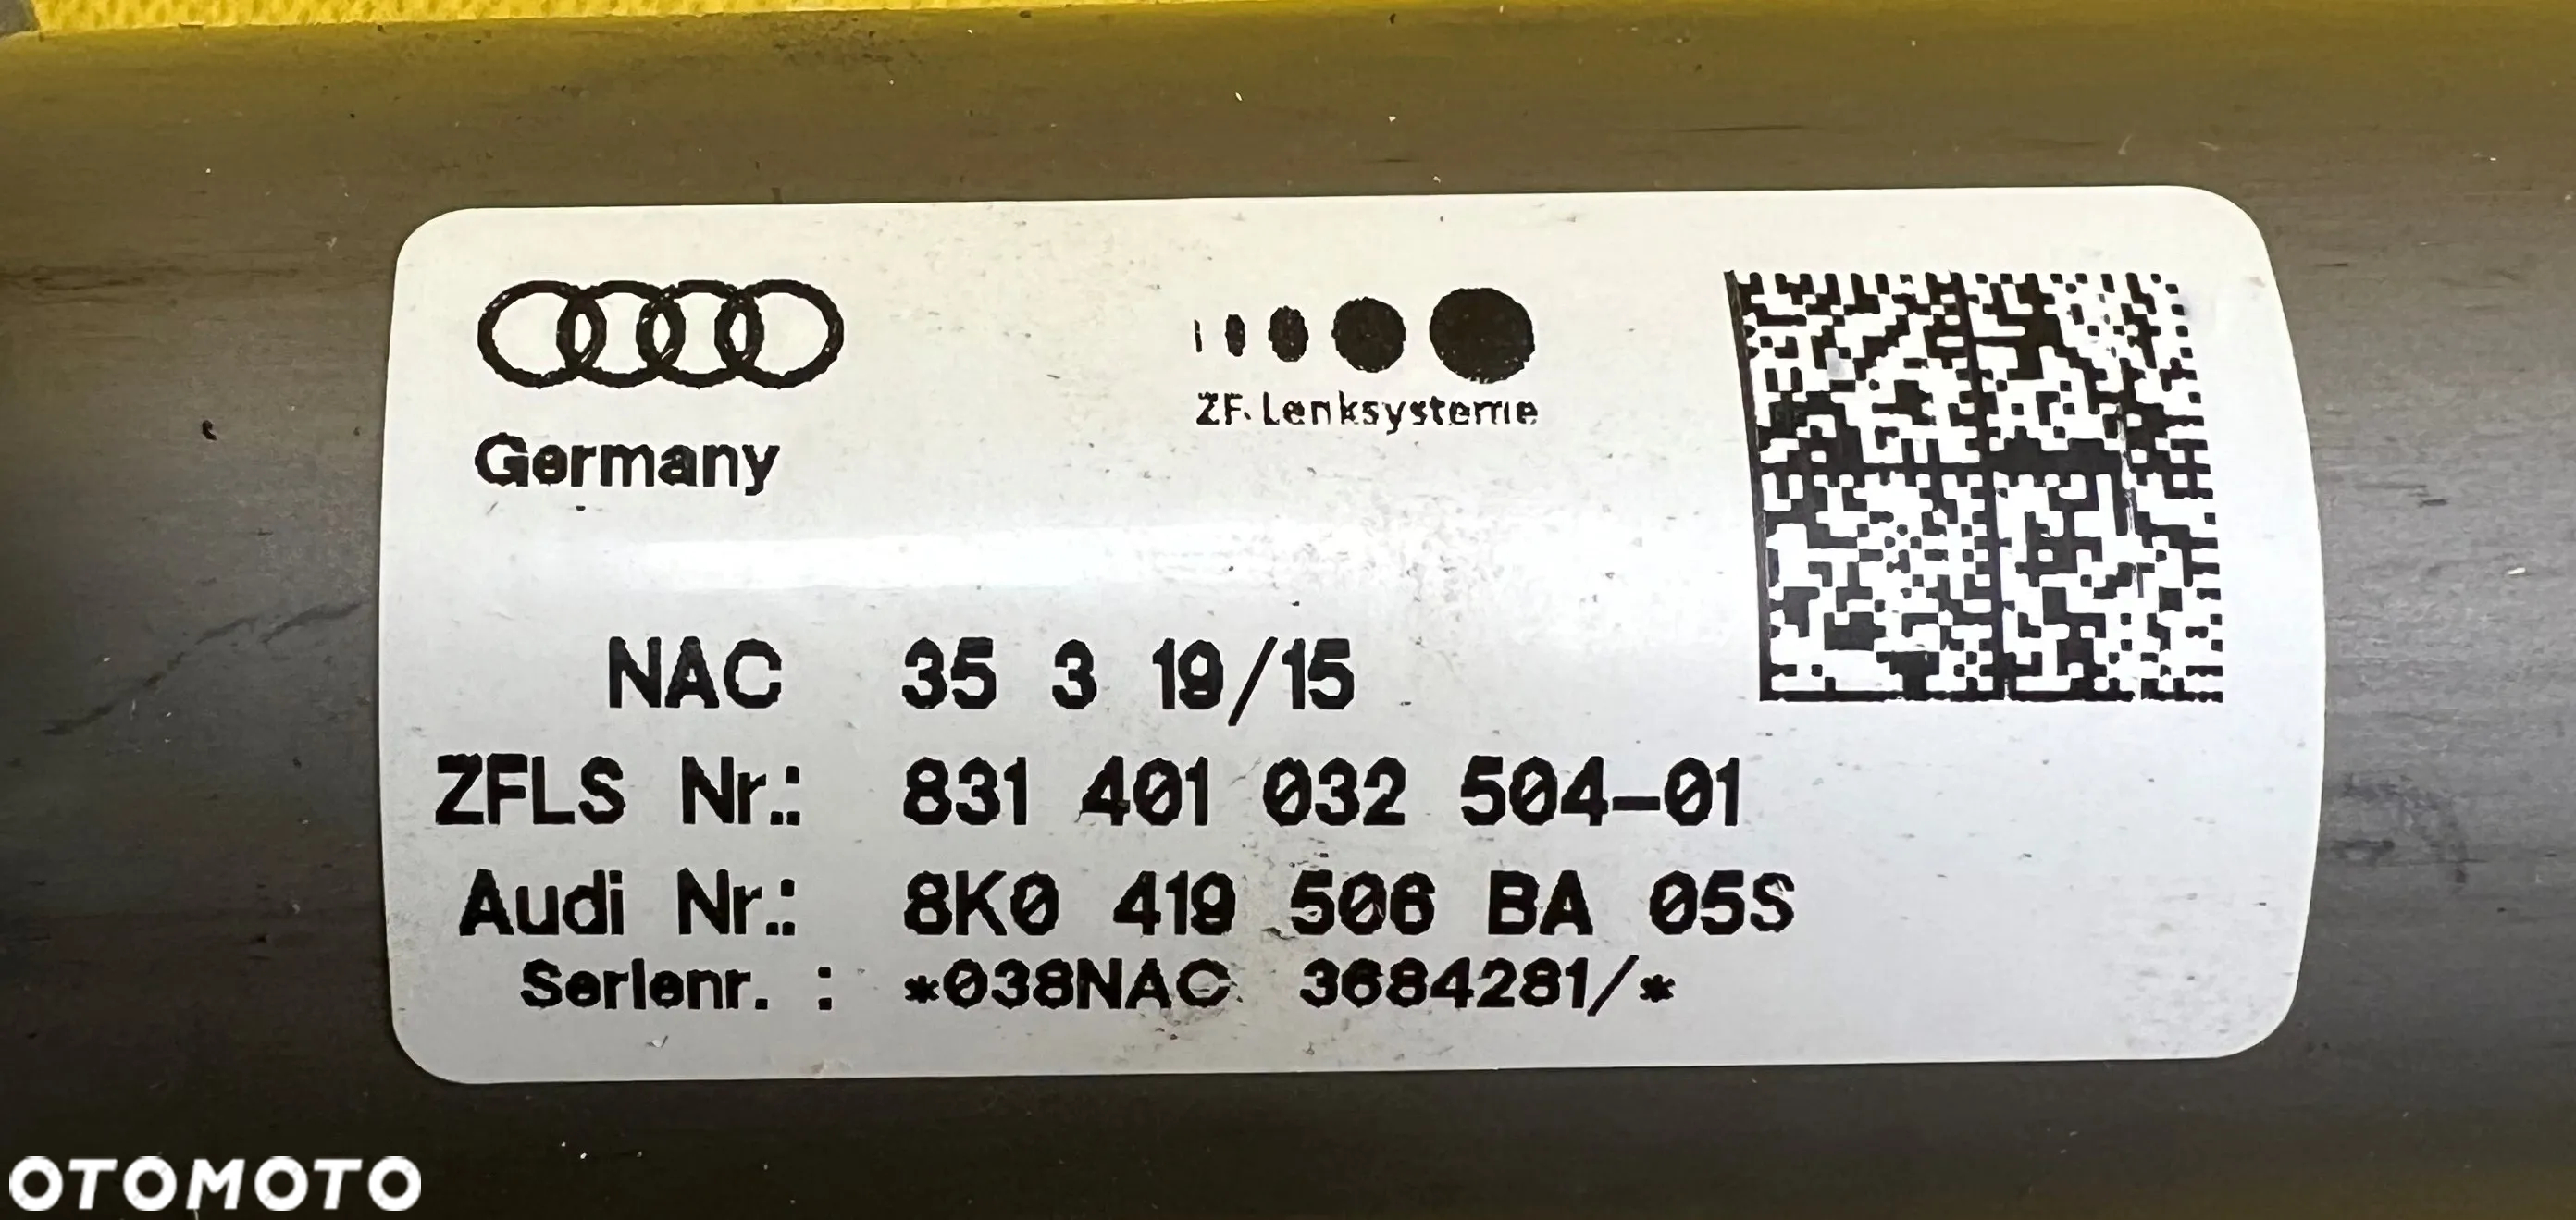 ZF Lenksysteme
Germany
NAC 35 3 19/15
ZFLS Nr.: 831 401 032 504-01
Audi Nr.: 8K0 419 506 BA 05S
Serienr. : *038NAC 3684281/*
OTOMOTO